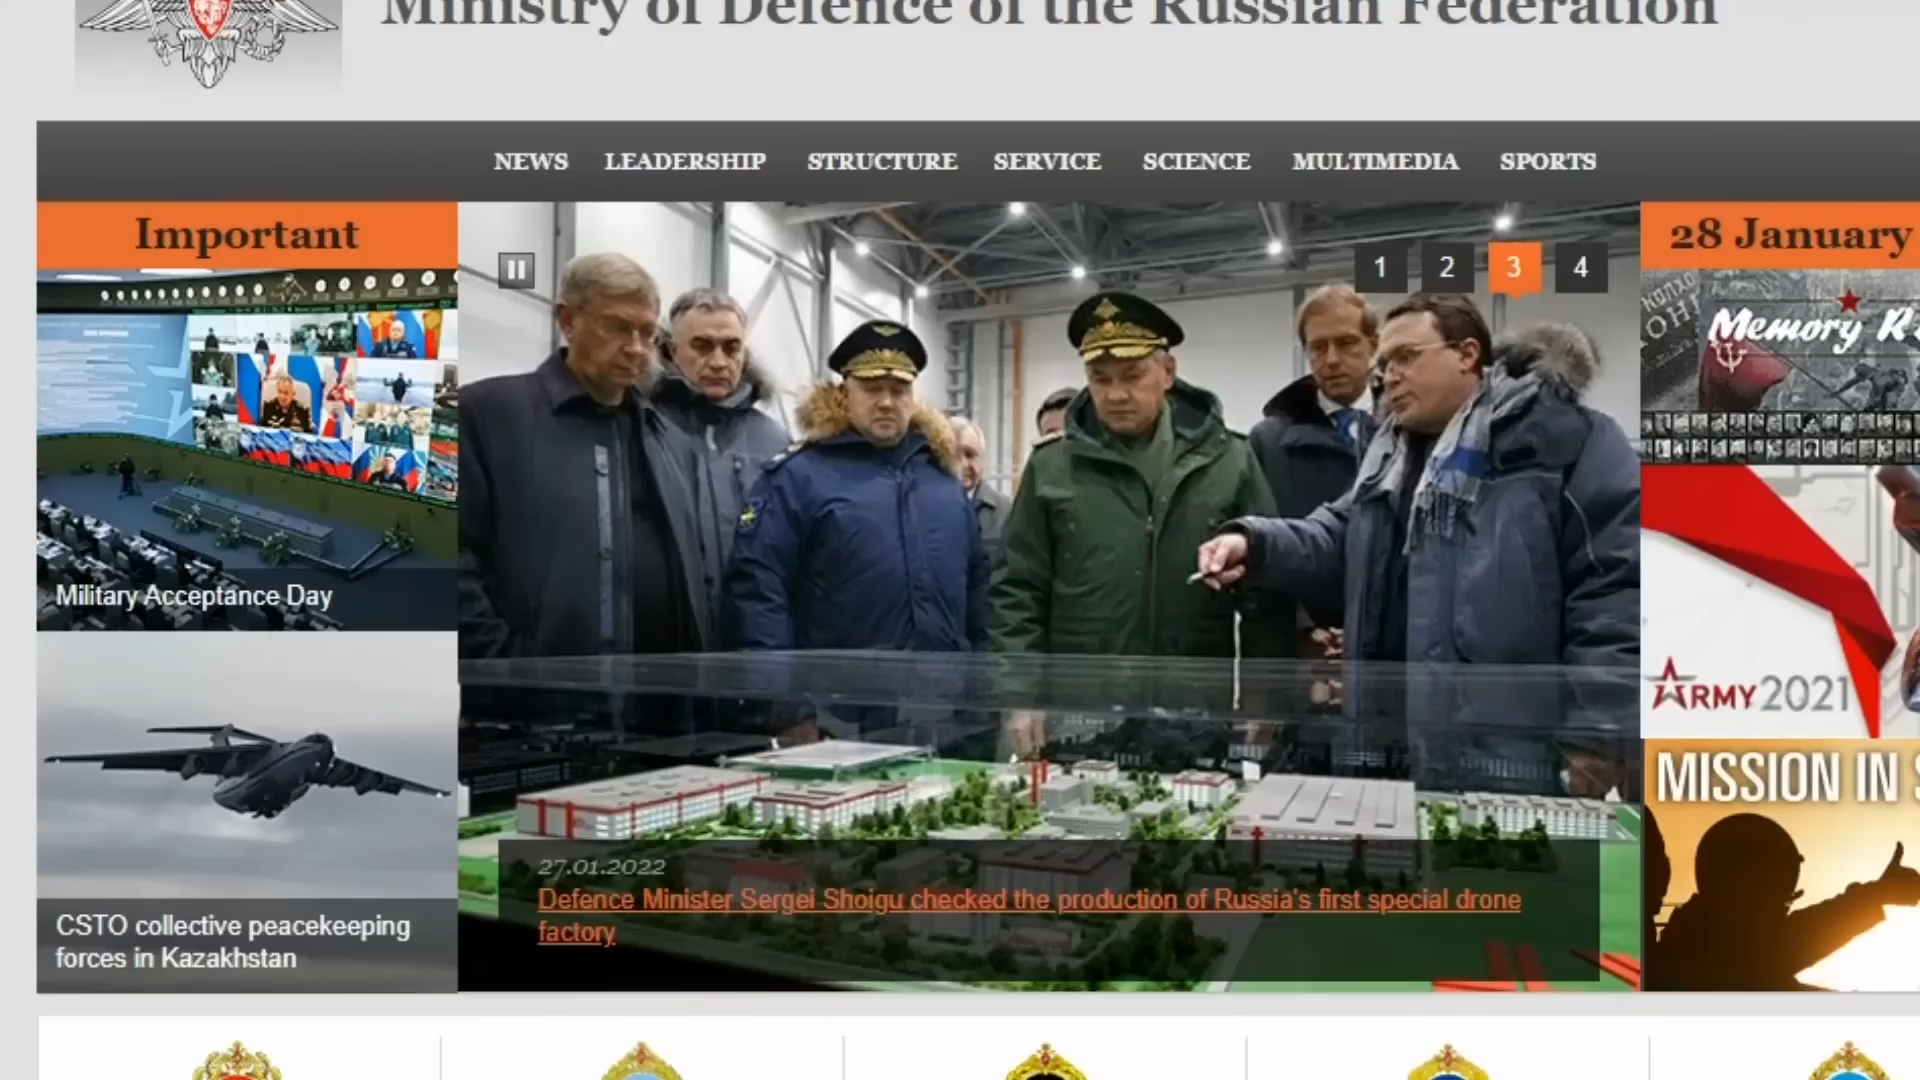 Ministry of Defence of the Russian Federation
NEWS LEADERSHIP STRUCTURE SERVICE SCIENCE MULTIMEDIA SPORTS
Important
Military Acceptance Day
CSTO collective peacekeeping
forces in Kazakhstan
1 2 3 4
27.01.2022
Defence Minister Sergei Shoigu checked the production of Russia's first special drone
factory
28 January
Memory R
ARMY2021
MISSION IN